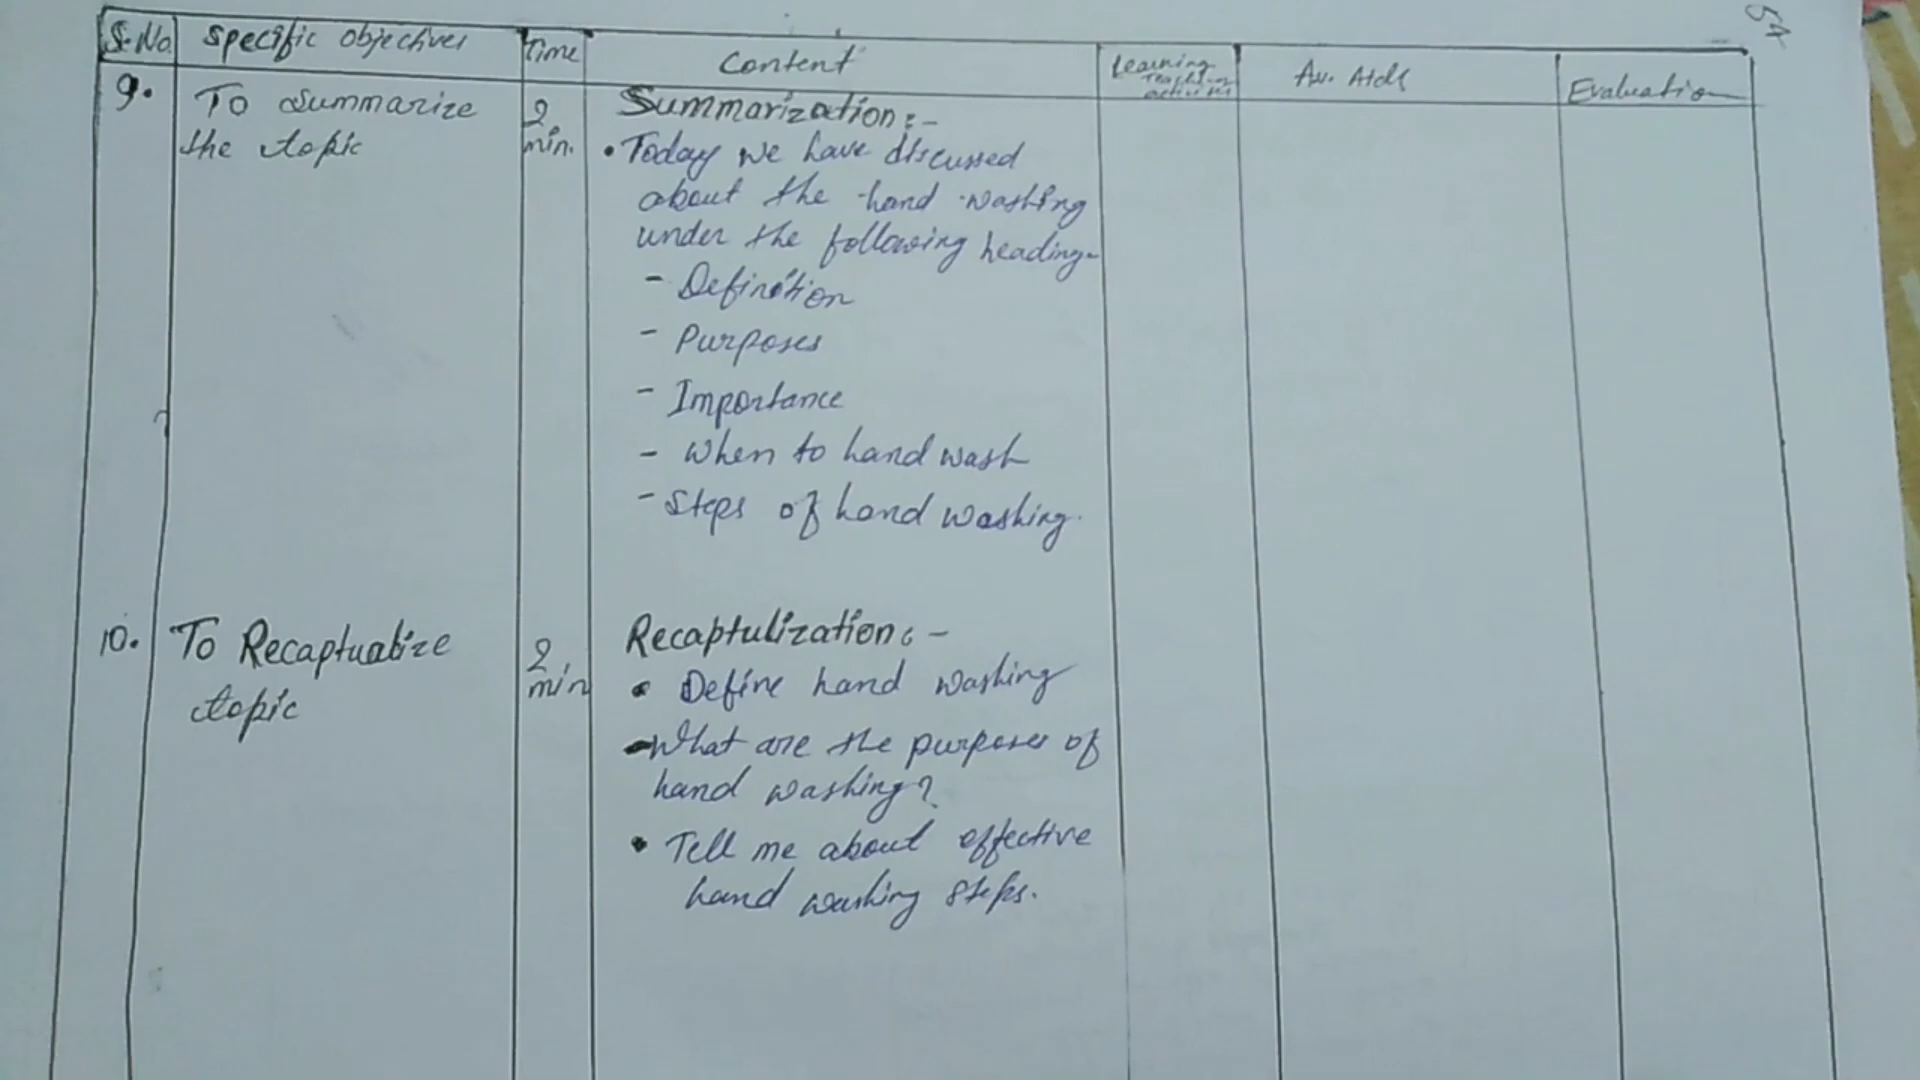 54
S.No. Specific objectives Time Content Learning Teaching activities Av. Aids Evaluation
9. To Summarize 2 Summarization:-
the topic min. • Today we have discussed
about the hand washing
under the following heading-
- Definition
- Purposes
- Importance
- When to hand wash
- Steps of hand washing.
10. To Recaptualize 2 Recaptulization:-
topic min • Define hand washing
- What are the purposes of
hand washing?
• Tell me about effective
hand washing steps.